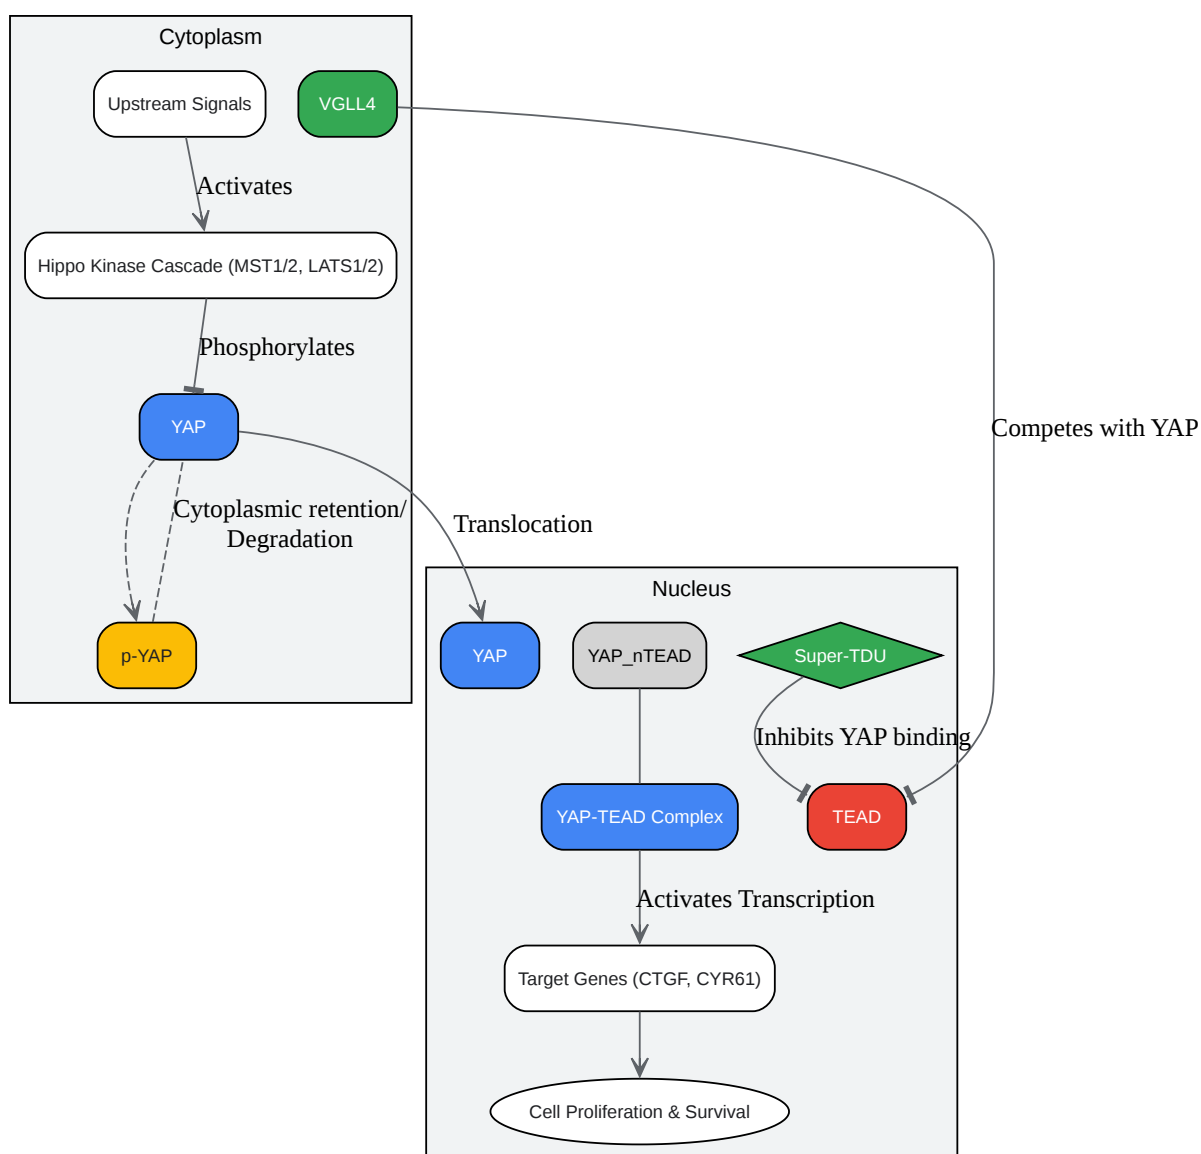 Cytoplasm
Upstream Signals
VGLL4
Activates
Hippo Kinase Cascade (MST1/2, LATS1/2)
Phosphorylates
YAP
Competes with YAP
Cytoplasmic retention/
Degradation
Translocation
p-YAP
Nucleus
YAP
YAP_nTEAD
Super-TDU
Inhibits YAP binding
YAP-TEAD Complex
TEAD
Activates Transcription
Target Genes (CTGF, CYR61)
Cell Proliferation & Survival